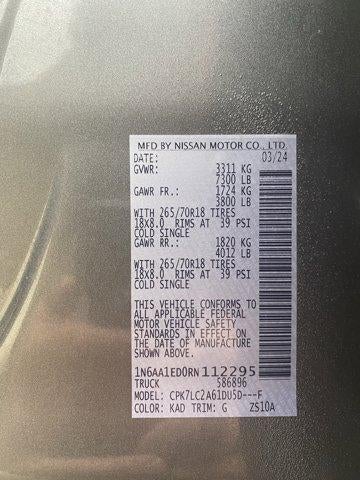 MFD BY NISSAN MOTOR CO., LTD.
DATE: 03/24
GVWR: 3311 KG
7300 LB
GAWR FR.: 1724 KG
3800 LB
WITH 265/70R18 TIRES
18X8.0 RIMS AT 39 PSI
COLD SINGLE
GAWR RR.: 1820 KG
4012 LB
WITH 265/70R18 TIRES
18X8.0 RIMS AT 39 PSI
COLD SINGLE
THIS VEHICLE CONFORMS TO
ALL APPLICABLE FEDERAL
MOTOR VEHICLE SAFETY
STANDARDS IN EFFECT ON
THE DATE OF MANUFACTURE
SHOWN ABOVE.
1N6AA1ED0RN112295
TRUCK 586896
MODEL: CPK7LC2A61DU5D---F
COLOR: KAD TRIM: G ZS10A